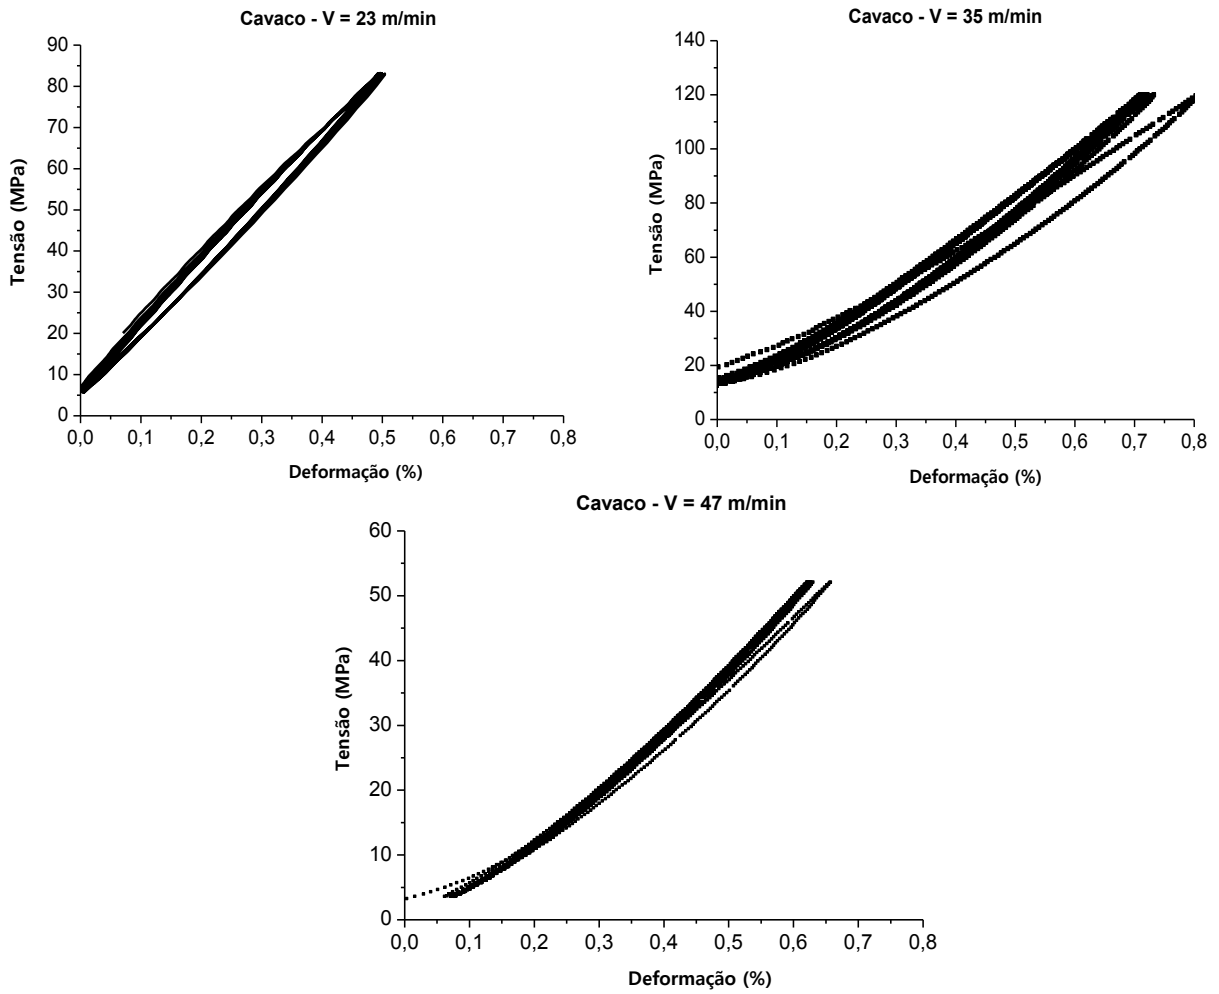 Cavaco - V = 23 m/min
90
80
70
60
50
40
30
20
10
0
Tensão (MPa)
0,0 0,1 0,2 0,3 0,4 0,5 0,6 0,7 0,8
Deformação (%)
Cavaco - V = 35 m/min
140
120
100
80
60
40
20
0
Tensão (MPa)
0,0 0,1 0,2 0,3 0,4 0,5 0,6 0,7 0,8
Deformação (%)
Cavaco - V = 47 m/min
60
50
40
30
20
10
0
Tensão (MPa)
0,0 0,1 0,2 0,3 0,4 0,5 0,6 0,7 0,8
Deformação (%)